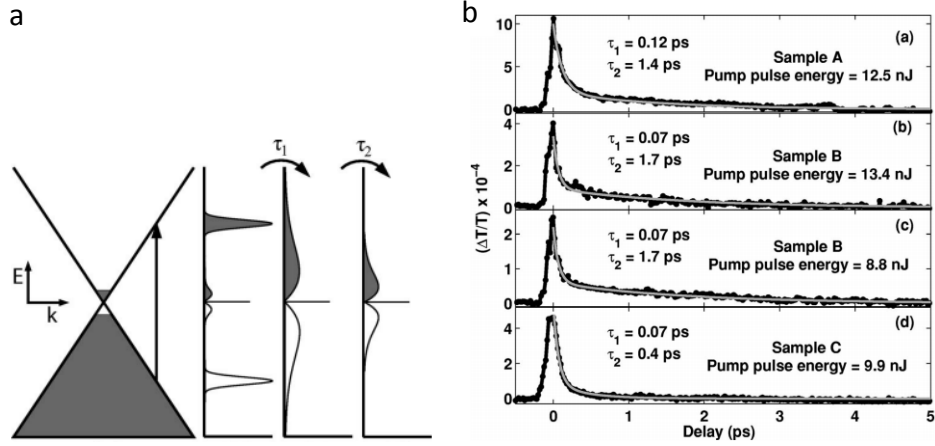 a
E
k
τ1
τ2
b
(ΔT/T) x 10⁻⁴
10
5
0
τ1 = 0.12 ps
τ2 = 1.4 ps
(a)
Sample A
Pump pulse energy = 12.5 nJ
4
2
0
τ1 = 0.07 ps
τ2 = 1.7 ps
(b)
Sample B
Pump pulse energy = 13.4 nJ
2
1
0
τ1 = 0.07 ps
τ2 = 1.7 ps
(c)
Sample B
Pump pulse energy = 8.8 nJ
4
2
0
τ1 = 0.07 ps
τ2 = 0.4 ps
(d)
Sample C
Pump pulse energy = 9.9 nJ
0 1 2 3 4 5
Delay (ps)